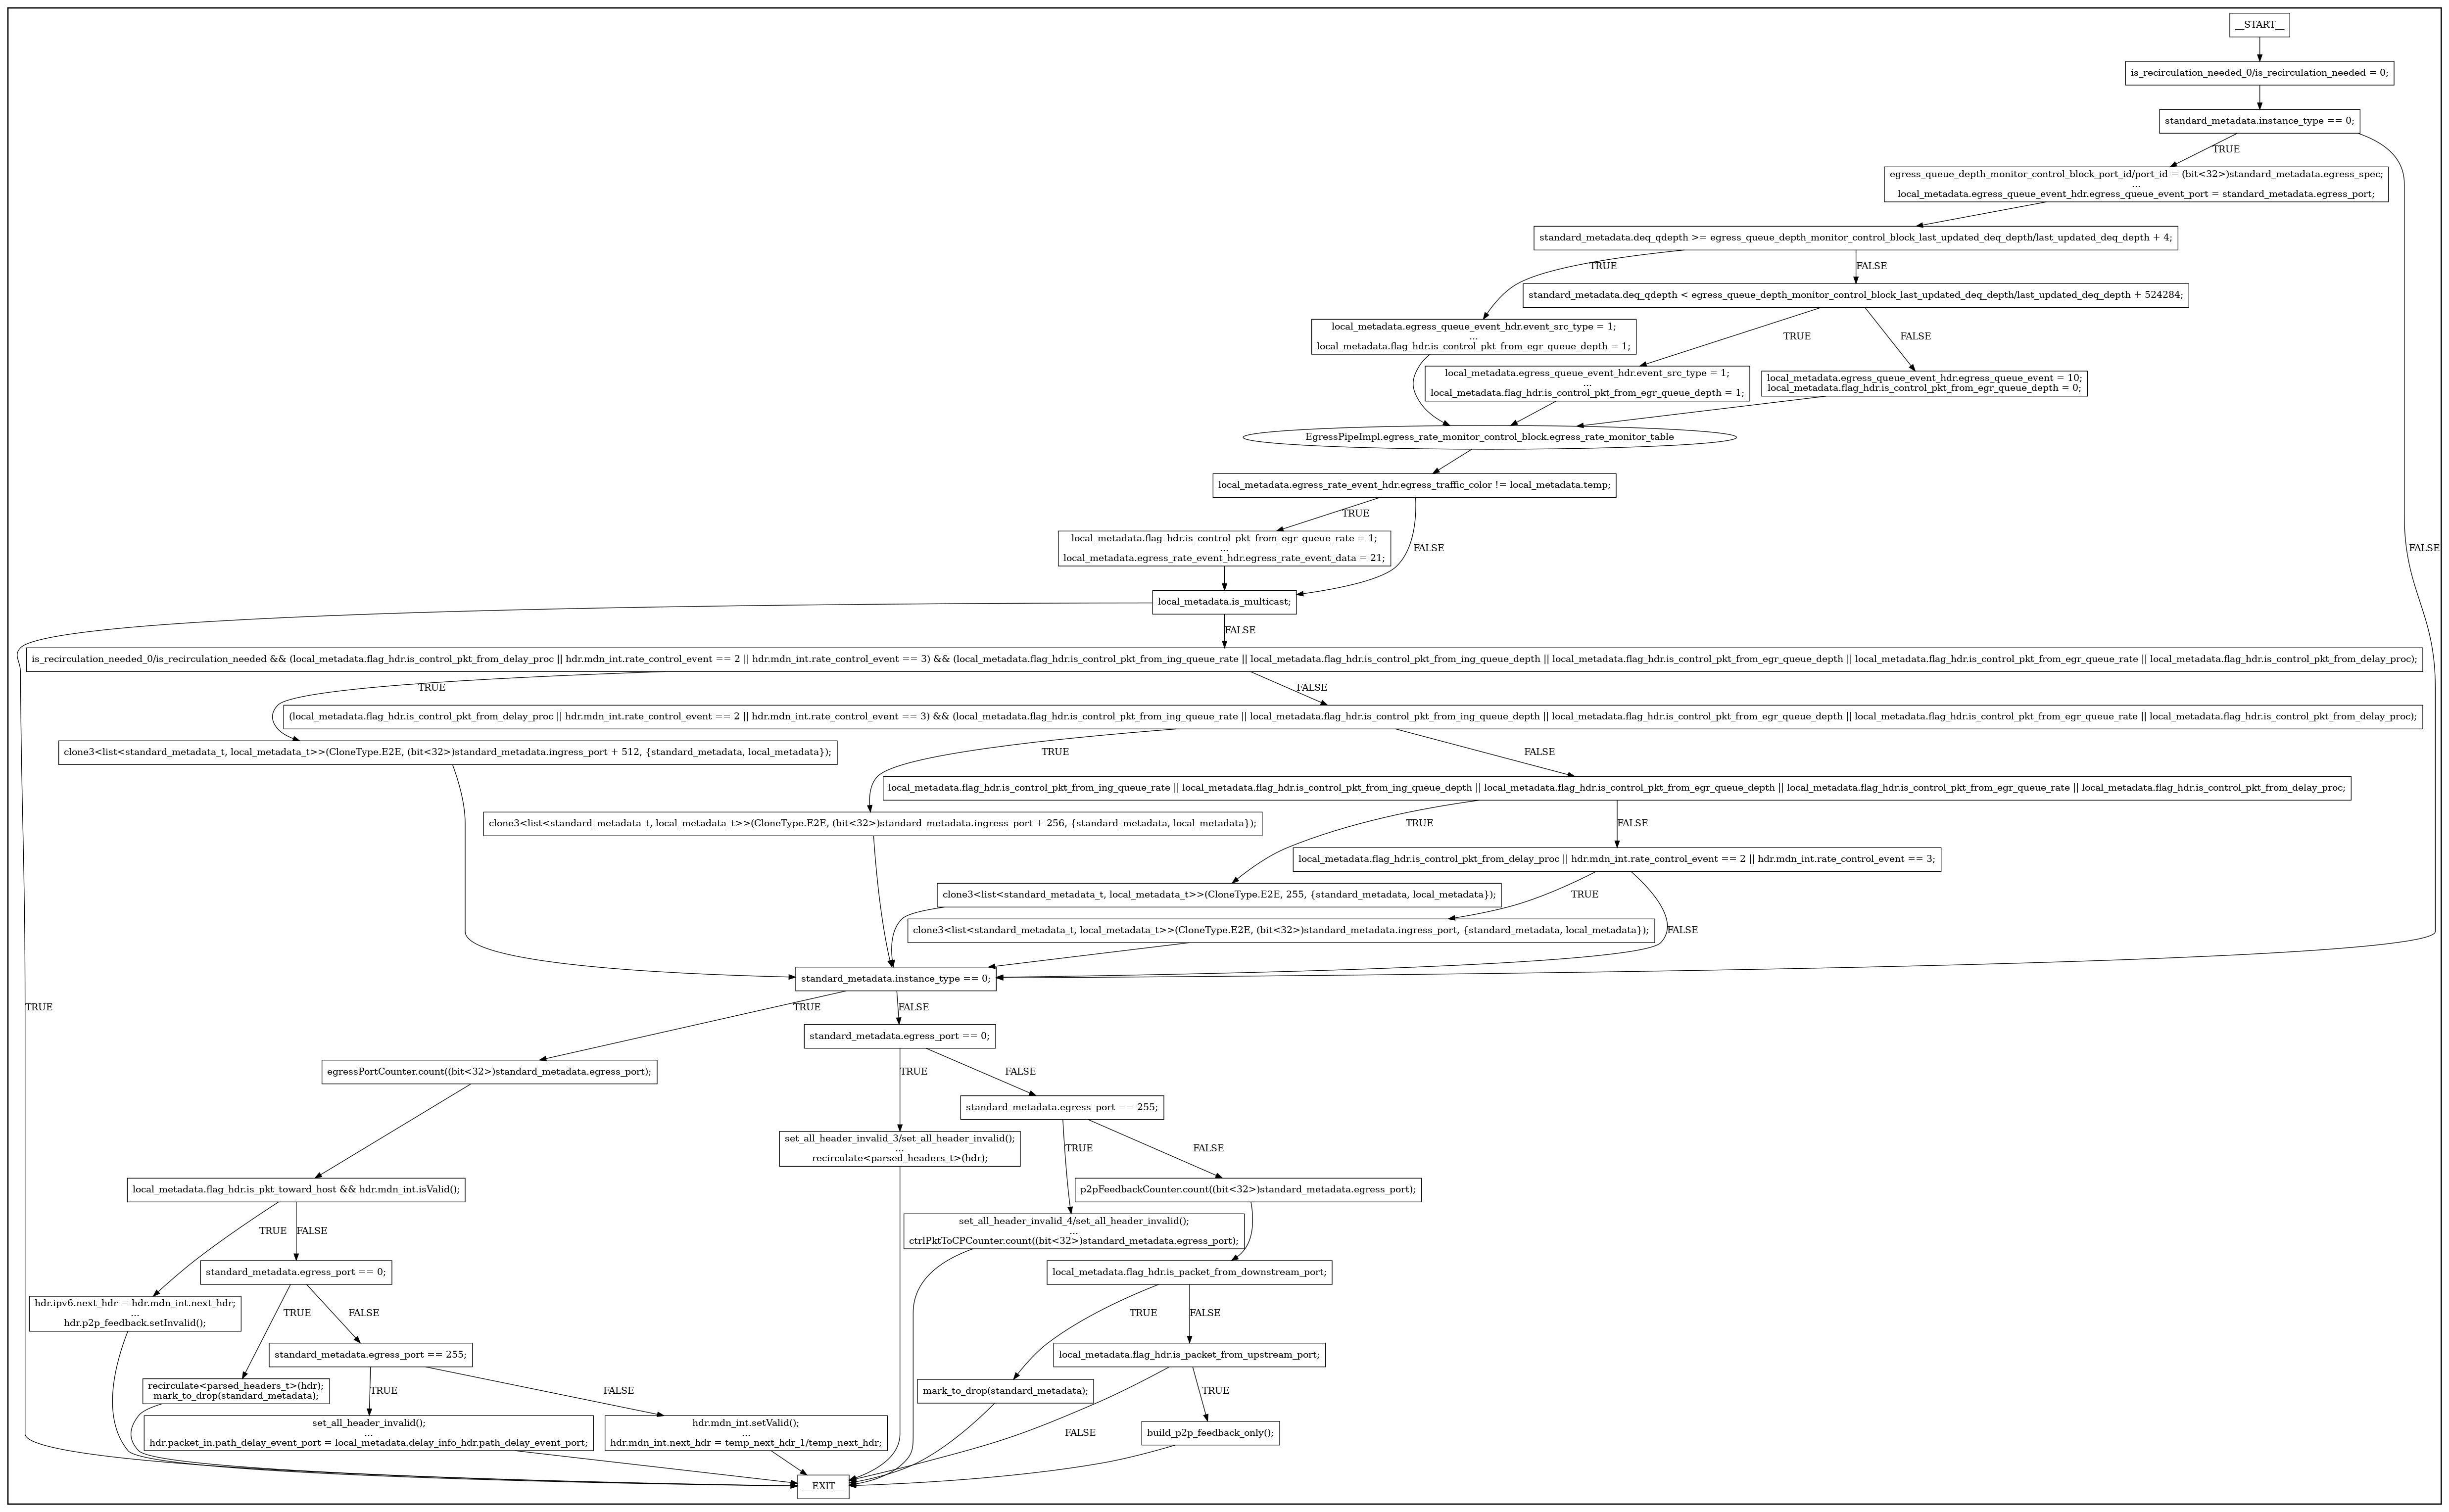 __START__
is_recirculation_needed_0/is_recirculation_needed = 0;
standard_metadata.instance_type == 0;
TRUE
egress_queue_depth_monitor_control_block_port_id/port_id = (bit<32>)standard_metadata.egress_spec;
...
local_metadata.egress_queue_event_hdr.egress_queue_event_port = standard_metadata.egress_port;
standard_metadata.deq_qdepth >= egress_queue_depth_monitor_control_block_last_updated_deq_depth/last_updated_deq_depth + 4;
TRUE
FALSE
standard_metadata.deq_qdepth < egress_queue_depth_monitor_control_block_last_updated_deq_depth/last_updated_deq_depth + 524284;
local_metadata.egress_queue_event_hdr.event_src_type = 1;
...
local_metadata.flag_hdr.is_control_pkt_from_egr_queue_depth = 1;
TRUE
FALSE
local_metadata.egress_queue_event_hdr.event_src_type = 1;
...
local_metadata.flag_hdr.is_control_pkt_from_egr_queue_depth = 1;
local_metadata.egress_queue_event_hdr.egress_queue_event = 10;
local_metadata.flag_hdr.is_control_pkt_from_egr_queue_depth = 0;
EgressPipeImpl.egress_rate_monitor_control_block.egress_rate_monitor_table
local_metadata.egress_rate_event_hdr.egress_traffic_color != local_metadata.temp;
TRUE
local_metadata.flag_hdr.is_control_pkt_from_egr_queue_rate = 1;
...
local_metadata.egress_rate_event_hdr.egress_rate_event_data = 21;
FALSE
FALSE
local_metadata.is_multicast;
FALSE
is_recirculation_needed_0/is_recirculation_needed && (local_metadata.flag_hdr.is_control_pkt_from_delay_proc || hdr.mdn_int.rate_control_event == 2 || hdr.mdn_int.rate_control_event == 3) && (local_metadata.flag_hdr.is_control_pkt_from_ing_queue_rate || local_metadata.flag_hdr.is_control_pkt_from_ing_queue_depth || local_metadata.flag_hdr.is_control_pkt_from_egr_queue_depth || local_metadata.flag_hdr.is_control_pkt_from_egr_queue_rate || local_metadata.flag_hdr.is_control_pkt_from_delay_proc);
TRUE
FALSE
(local_metadata.flag_hdr.is_control_pkt_from_delay_proc || hdr.mdn_int.rate_control_event == 2 || hdr.mdn_int.rate_control_event == 3) && (local_metadata.flag_hdr.is_control_pkt_from_ing_queue_rate || local_metadata.flag_hdr.is_control_pkt_from_ing_queue_depth || local_metadata.flag_hdr.is_control_pkt_from_egr_queue_depth || local_metadata.flag_hdr.is_control_pkt_from_egr_queue_rate || local_metadata.flag_hdr.is_control_pkt_from_delay_proc);
clone3<list<standard_metadata_t, local_metadata_t>>(CloneType.E2E, (bit<32>)standard_metadata.ingress_port + 512, {standard_metadata, local_metadata});
TRUE
FALSE
local_metadata.flag_hdr.is_control_pkt_from_ing_queue_rate || local_metadata.flag_hdr.is_control_pkt_from_ing_queue_depth || local_metadata.flag_hdr.is_control_pkt_from_egr_queue_depth || local_metadata.flag_hdr.is_control_pkt_from_egr_queue_rate || local_metadata.flag_hdr.is_control_pkt_from_delay_proc;
clone3<list<standard_metadata_t, local_metadata_t>>(CloneType.E2E, (bit<32>)standard_metadata.ingress_port + 256, {standard_metadata, local_metadata});
TRUE
FALSE
local_metadata.flag_hdr.is_control_pkt_from_delay_proc || hdr.mdn_int.rate_control_event == 2 || hdr.mdn_int.rate_control_event == 3;
clone3<list<standard_metadata_t, local_metadata_t>>(CloneType.E2E, 255, {standard_metadata, local_metadata});
TRUE
clone3<list<standard_metadata_t, local_metadata_t>>(CloneType.E2E, (bit<32>)standard_metadata.ingress_port, {standard_metadata, local_metadata});
FALSE
standard_metadata.instance_type == 0;
TRUE
TRUE
FALSE
standard_metadata.egress_port == 0;
egressPortCounter.count((bit<32>)standard_metadata.egress_port);
TRUE
FALSE
standard_metadata.egress_port == 255;
set_all_header_invalid_3/set_all_header_invalid();
...
recirculate<parsed_headers_t>(hdr);
TRUE
FALSE
local_metadata.flag_hdr.is_pkt_toward_host && hdr.mdn_int.isValid();
p2pFeedbackCounter.count((bit<32>)standard_metadata.egress_port);
TRUE
FALSE
set_all_header_invalid_4/set_all_header_invalid();
...
ctrlPktToCPCounter.count((bit<32>)standard_metadata.egress_port);
standard_metadata.egress_port == 0;
local_metadata.flag_hdr.is_packet_from_downstream_port;
hdr.ipv6.next_hdr = hdr.mdn_int.next_hdr;
...
hdr.p2p_feedback.setInvalid();
TRUE
FALSE
TRUE
FALSE
standard_metadata.egress_port == 255;
local_metadata.flag_hdr.is_packet_from_upstream_port;
recirculate<parsed_headers_t>(hdr);
mark_to_drop(standard_metadata);
TRUE
FALSE
mark_to_drop(standard_metadata);
TRUE
set_all_header_invalid();
...
hdr.packet_in.path_delay_event_port = local_metadata.delay_info_hdr.path_delay_event_port;
hdr.mdn_int.setValid();
...
hdr.mdn_int.next_hdr = temp_next_hdr_1/temp_next_hdr;
FALSE
build_p2p_feedback_only();
__EXIT__